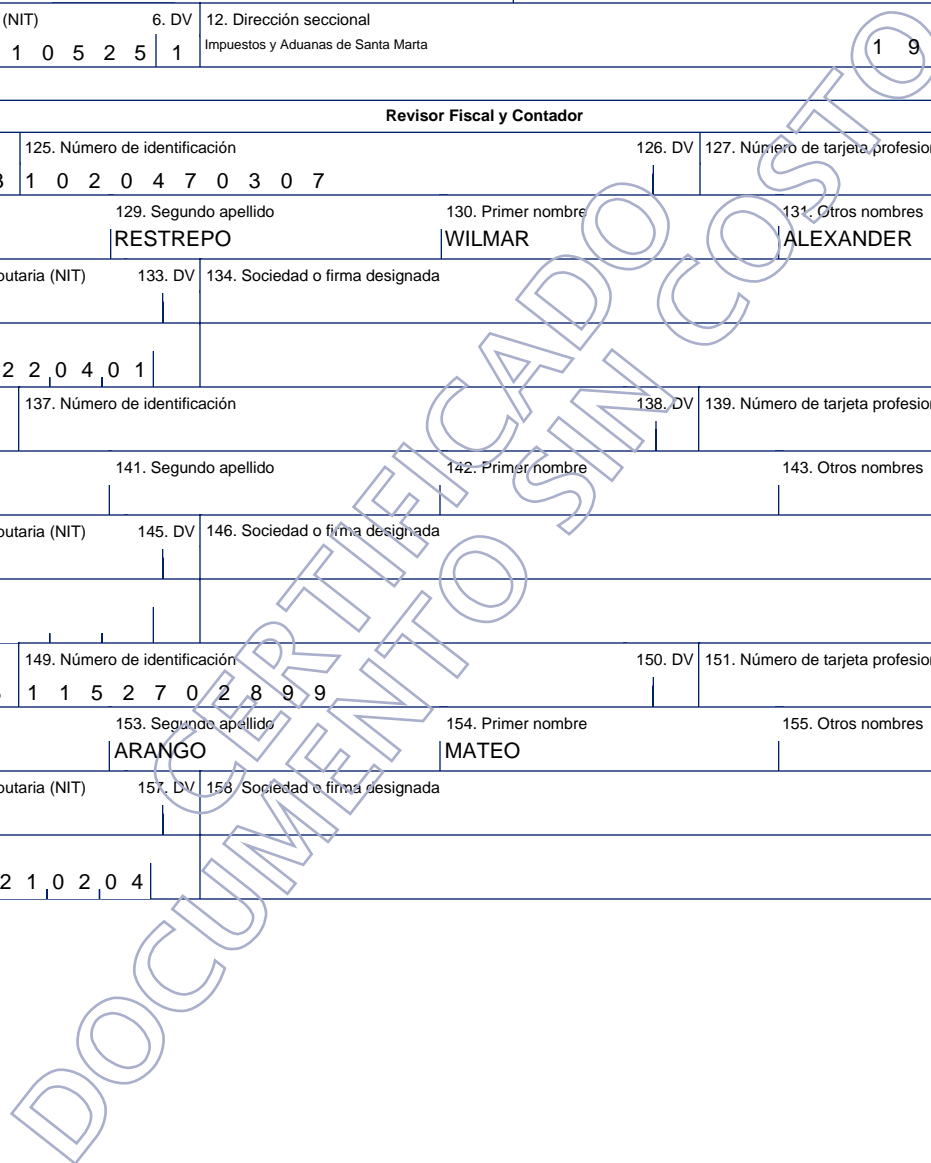 (NIT) 6. DV 12. Dirección seccional
1 0 5 2 5 1 Impuestos y Aduanas de Santa Marta 1 9
Revisor Fiscal y Contador
125. Número de identificación 126. DV 127. Número de tarjeta profesion
1 0 2 0 4 7 0 3 0 7
129. Segundo apellido 130. Primer nombre 131. Otros nombres
RESTREPO WILMAR ALEXANDER
butaria (NIT) 133. DV 134. Sociedad o firma designada
2 2 0 4 0 1
137. Número de identificación 138. DV 139. Número de tarjeta profesion
141. Segundo apellido 142. Primer nombre 143. Otros nombres
butaria (NIT) 145. DV 146. Sociedad o firma designada
149. Número de identificación 150. DV 151. Número de tarjeta profesion
1 1 5 2 7 0 2 8 9 9
153. Segundo apellido 154. Primer nombre 155. Otros nombres
ARANGO MATEO
butaria (NIT) 157. DV 158. Sociedad o firma designada
2 1 0 2 0 4
CERTIFICADO
DOCUMENTO SIN COSTO